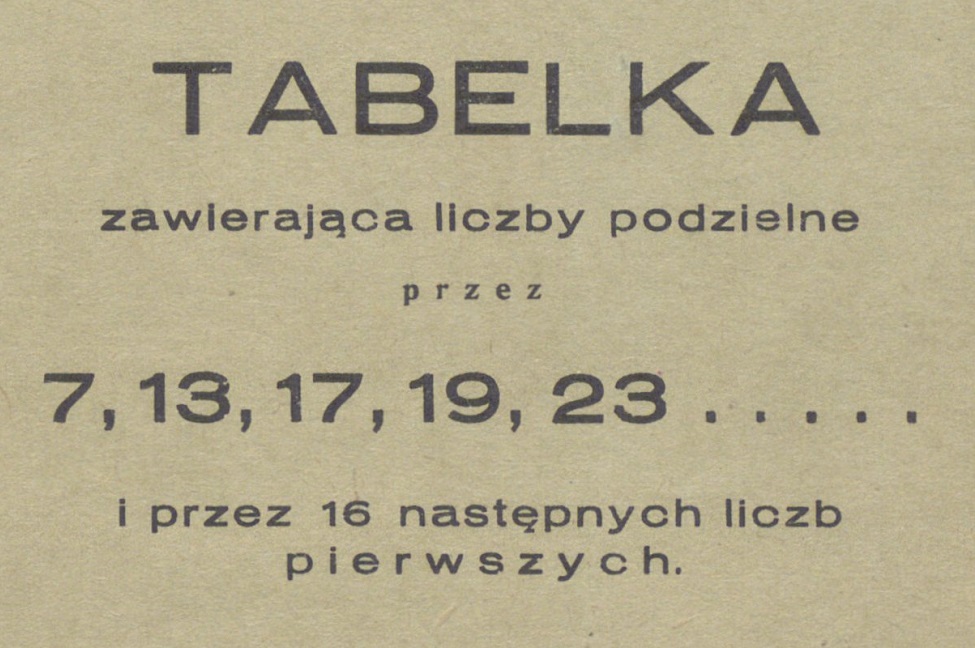 TABELKA
zawierająca liczby podzielne
przez
7, 13, 17, 19, 23 . . . . .
i przez 16 następnych liczb
pierwszych.